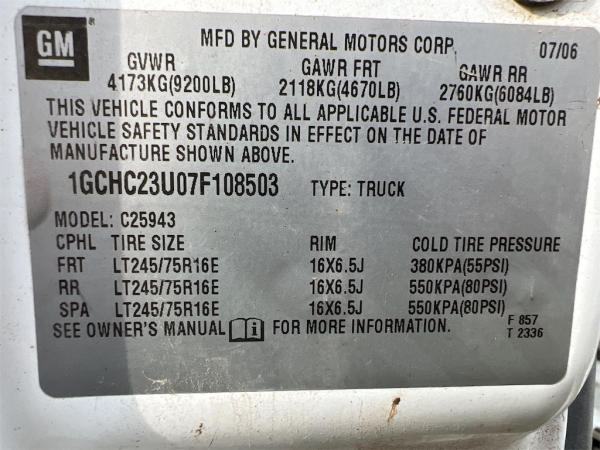 GM
MFD BY GENERAL MOTORS CORP. 07/06
GVWR GAWR FRT GAWR RR
4173KG(9200LB) 2118KG(4670LB) 2760KG(6084LB)
THIS VEHICLE CONFORMS TO ALL APPLICABLE U.S. FEDERAL MOTOR
VEHICLE SAFETY STANDARDS IN EFFECT ON THE DATE OF
MANUFACTURE SHOWN ABOVE.
1GCHC23U07F108503 TYPE: TRUCK
MODEL: C25943
CPHL TIRE SIZE RIM COLD TIRE PRESSURE
FRT LT245/75R16E 16X6.5J 380KPA(55PSI)
RR LT245/75R16E 16X6.5J 550KPA(80PSI)
SPA LT245/75R16E 16X6.5J 550KPA(80PSI)
SEE OWNER'S MANUAL i FOR MORE INFORMATION.
F 857
T 2336